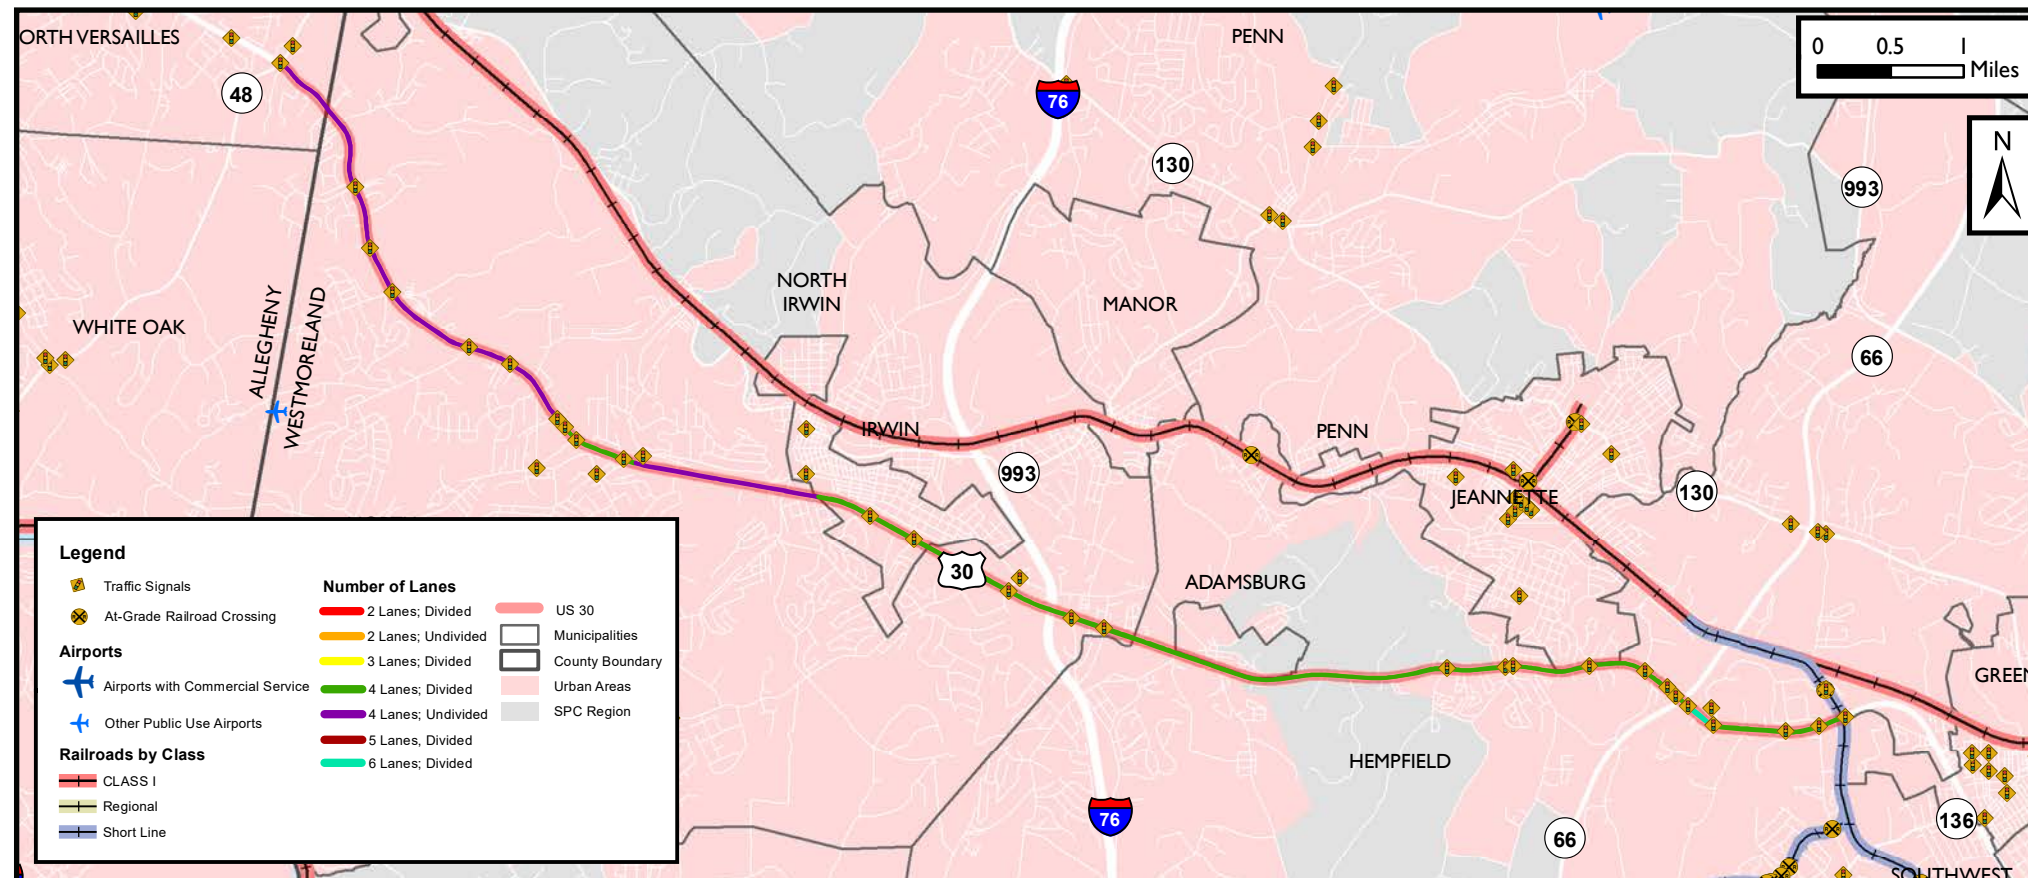 ORTH VERSAILLES
48
76
PENN
130
0 0.5 1
Miles
N
993
WHITE OAK
ALLEGHENY
WESTMORELAND
NORTH
IRWIN
MANOR
66
IRWIN
993
PENN
JEANNETTE
130
30
ADAMSBURG
HEMPFIELD
GREEN
76
66
136
SOUTHWEST
Legend
Traffic Signals
At-Grade Railroad Crossing
Airports
Airports with Commercial Service
Other Public Use Airports
Railroads by Class
CLASS I
Regional
Short Line
Number of Lanes
2 Lanes; Divided
2 Lanes; Undivided
3 Lanes; Divided
4 Lanes; Divided
4 Lanes; Undivided
5 Lanes, Divided
6 Lanes; Divided
US 30
Municipalities
County Boundary
Urban Areas
SPC Region